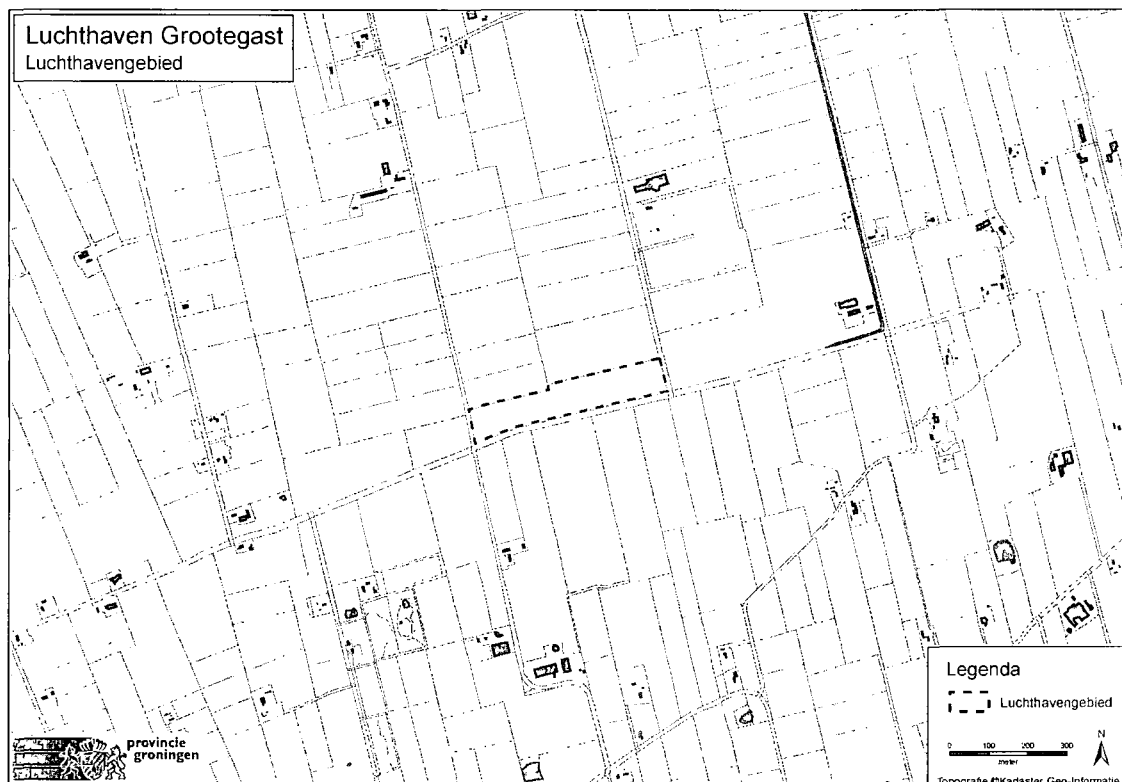 Luchthaven Grootegast
Luchthavengebied
provincie
groningen
Legenda
Luchthavengebied
N
0 100 200 300
meter
Topografie ©Kadaster Geo-Informatie